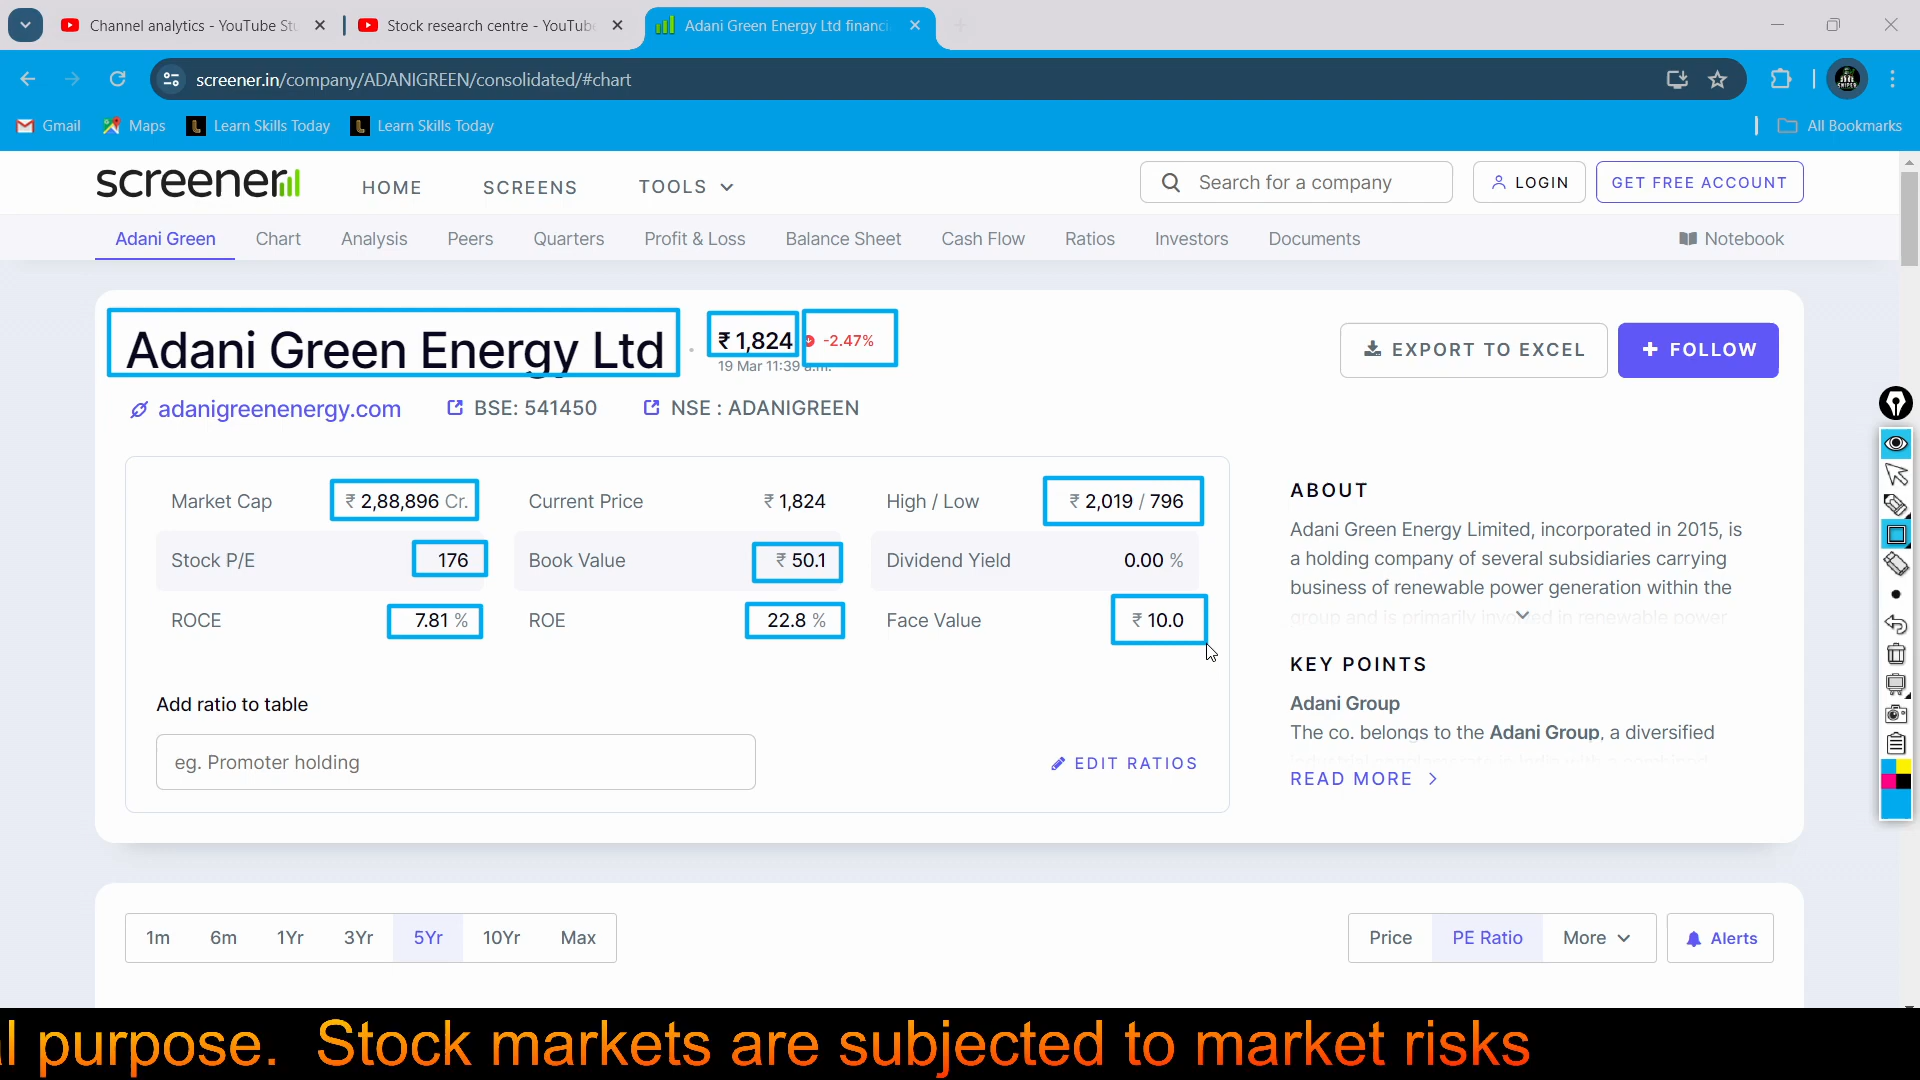 Channel analytics - YouTube St
Stock research centre - YouTube
Adani Green Energy Ltd financi
screener.in/company/ADANIGREEN/consolidated/#chart
Gmail
Maps
Learn Skills Today
Learn Skills Today
All Bookmarks
screener
HOME
SCREENS
TOOLS
Search for a company
LOGIN
GET FREE ACCOUNT
Adani Green
Chart
Analysis
Peers
Quarters
Profit & Loss
Balance Sheet
Cash Flow
Ratios
Investors
Documents
Notebook
Adani Green Energy Ltd
₹ 1,824
-2.47%
19 Mar 11:39 a.m.
EXPORT TO EXCEL
FOLLOW
adanigreenenergy.com
BSE: 541450
NSE : ADANIGREEN
Market Cap ₹ 2,88,896 Cr.
Current Price ₹ 1,824
High / Low ₹ 2,019 / 796
Stock P/E 176
Book Value ₹ 50.1
Dividend Yield 0.00 %
ROCE 7.81 %
ROE 22.8 %
Face Value ₹ 10.0
Add ratio to table
eg. Promoter holding
EDIT RATIOS
ABOUT
Adani Green Energy Limited, incorporated in 2015, is
a holding company of several subsidiaries carrying
business of renewable power generation within the
group and is primarily involved in renewable power
KEY POINTS
Adani Group
The co. belongs to the Adani Group, a diversified
READ MORE
1m
6m
1Yr
3Yr
5Yr
10Yr
Max
Price
PE Ratio
More
Alerts
l purpose. Stock markets are subjected to market risks